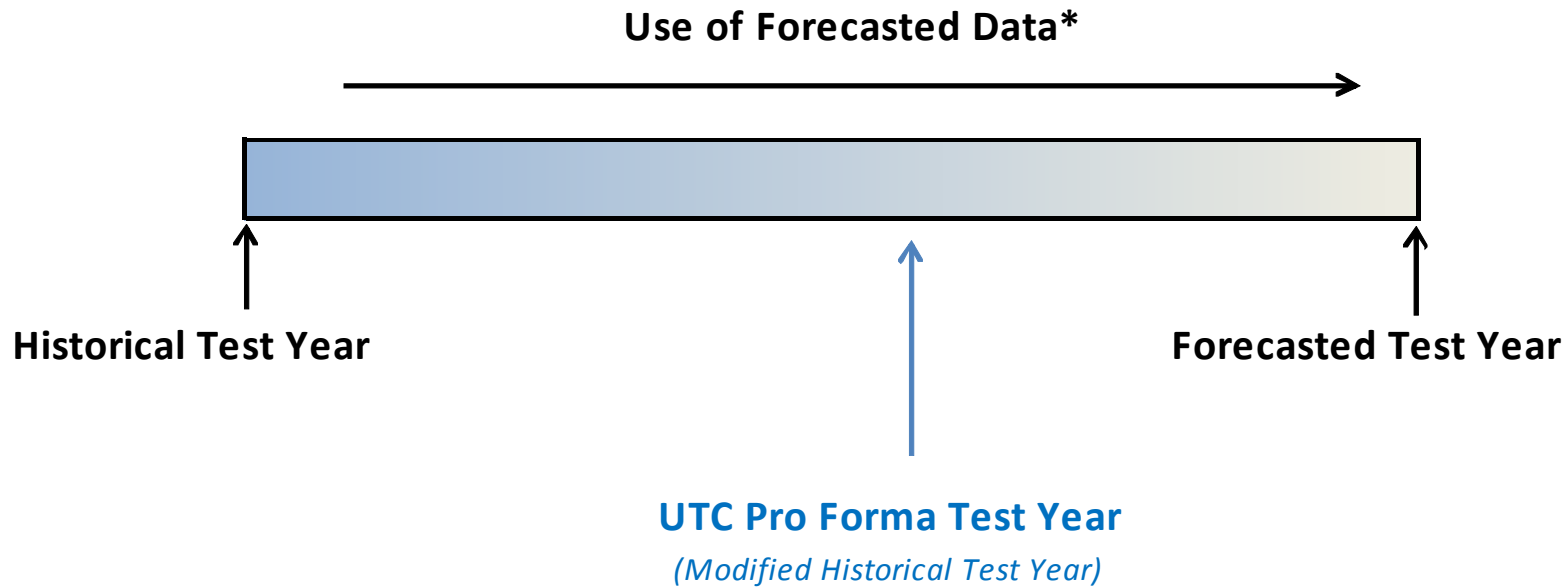 Use of Forecasted Data*
Historical Test Year
Forecasted Test Year
UTC Pro Forma Test Year
(Modified Historical Test Year)